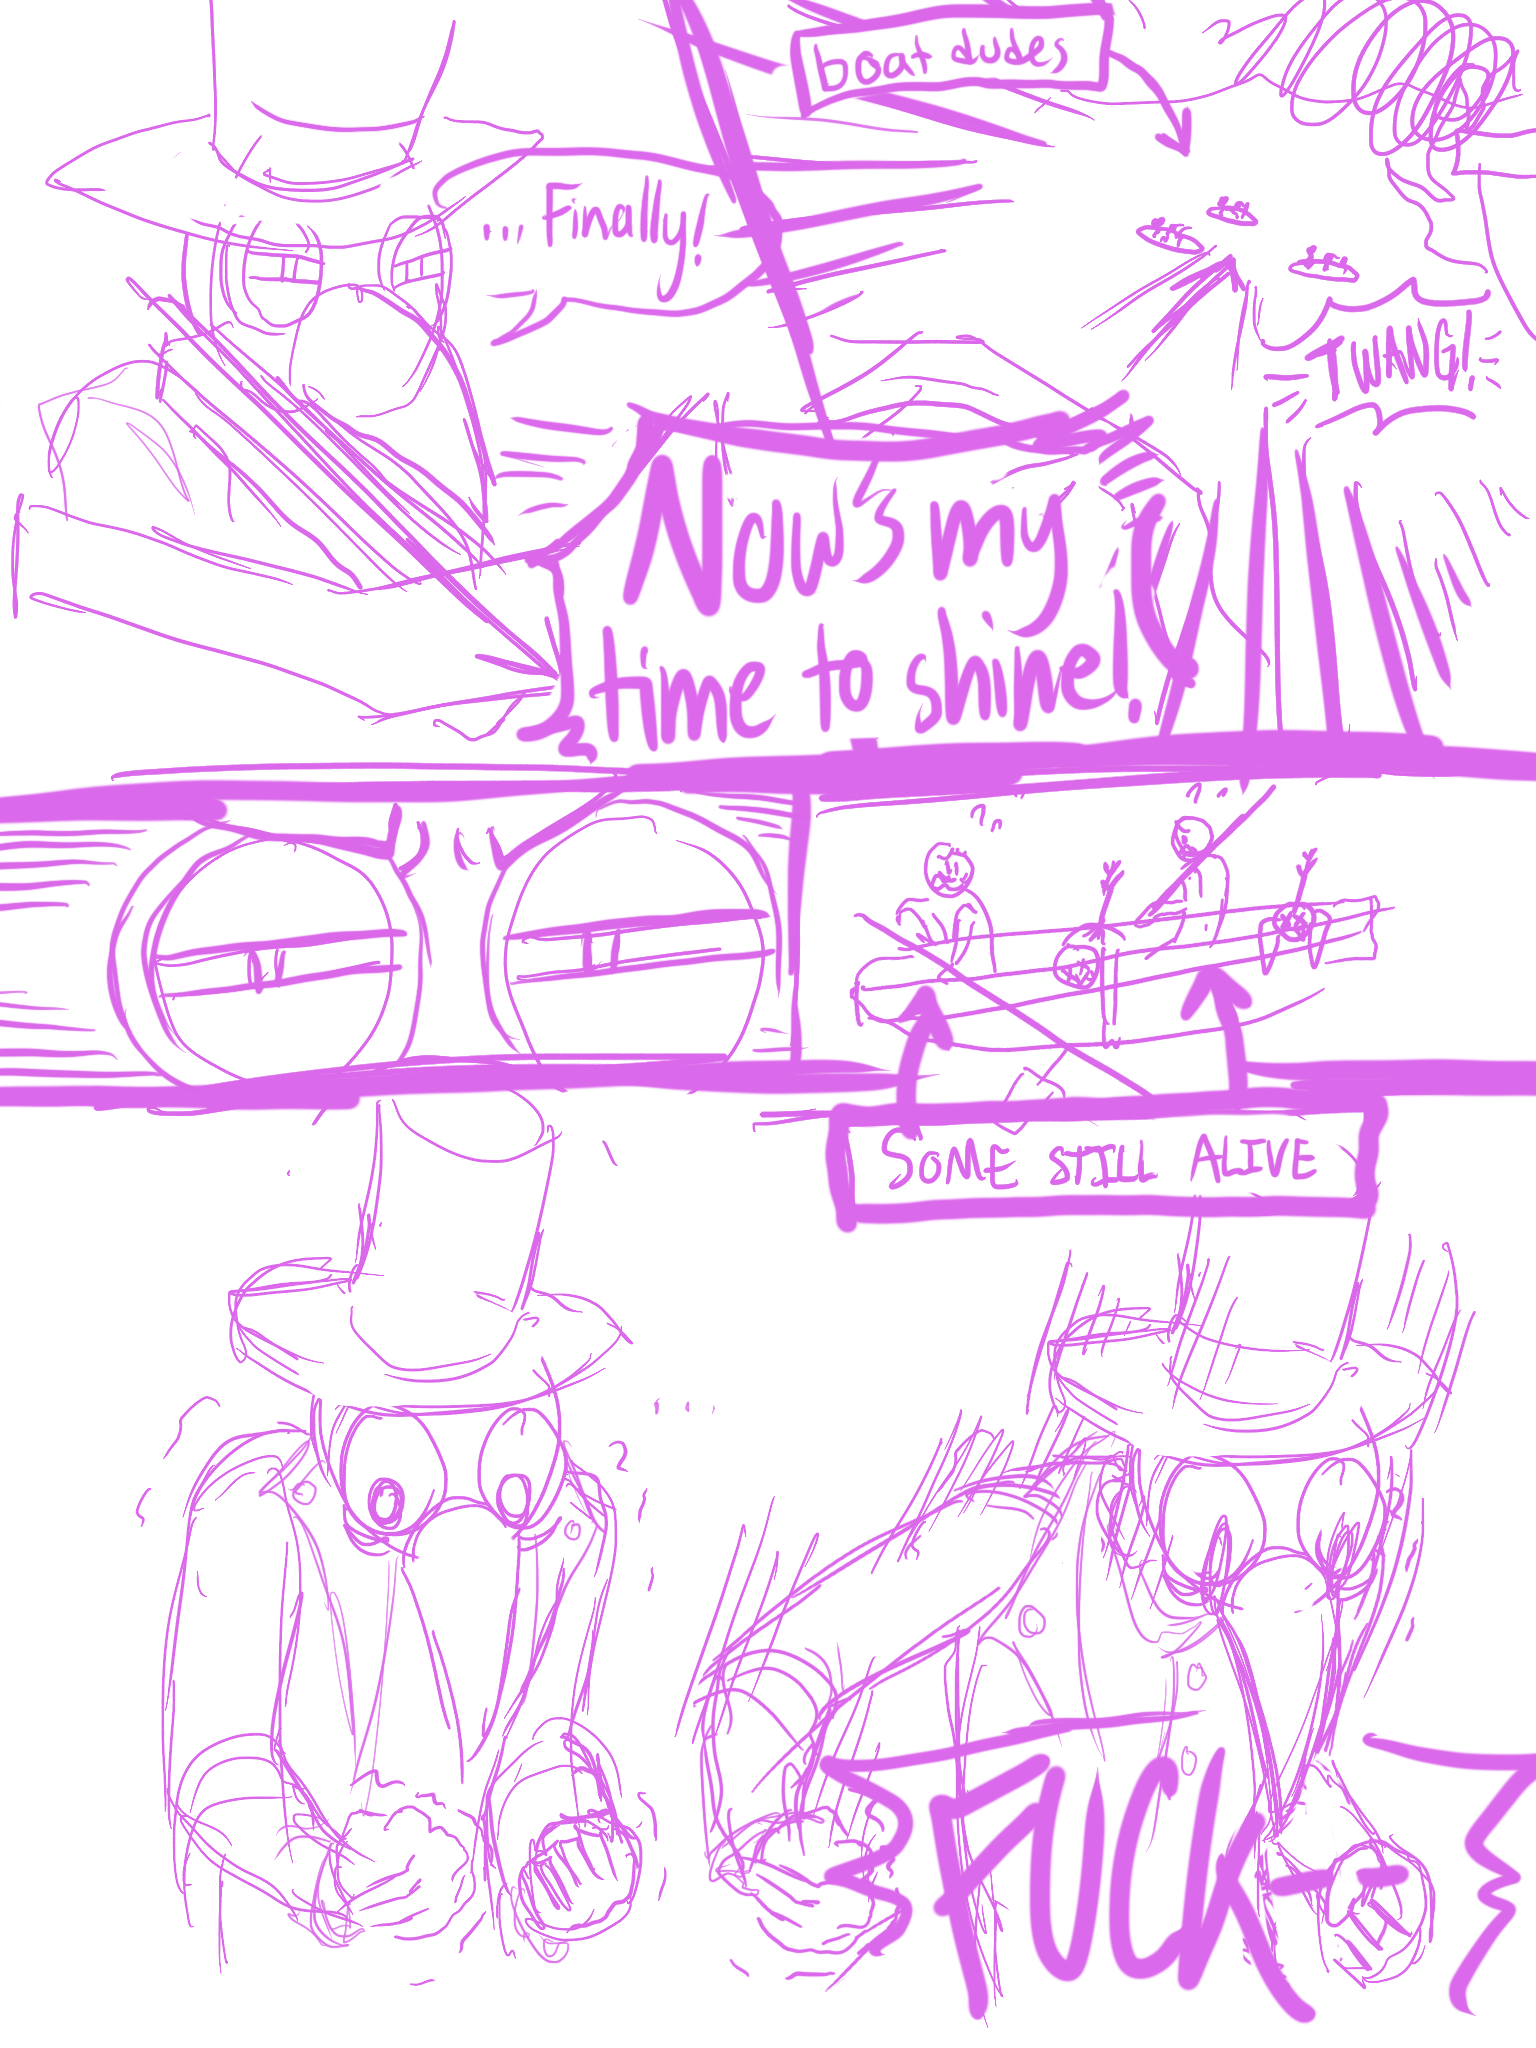 boat dudes
... Finally!
TWANG!
Now's my
time to shine!
??
??
SOME STILL ALIVE
...
?
FUCK--